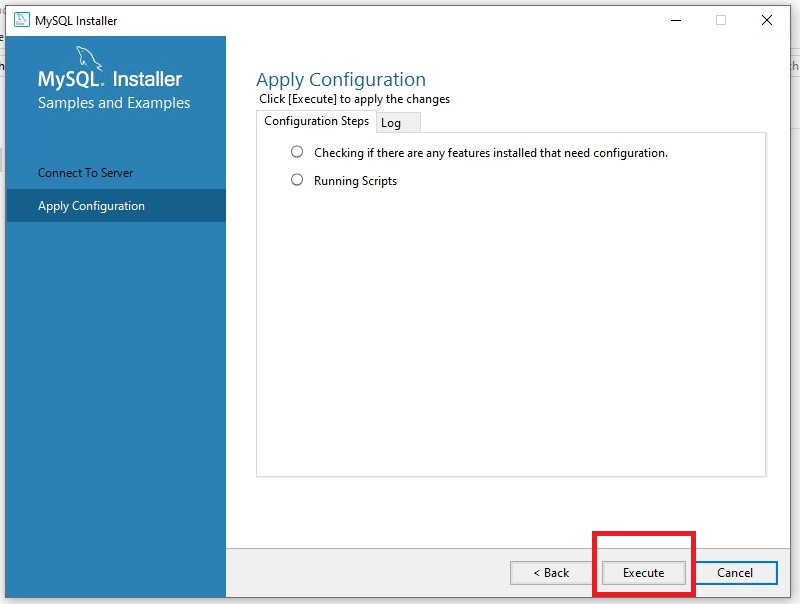 MySQL Installer
MySQL. Installer
Samples and Examples
Connect To Server
Apply Configuration
Apply Configuration
Click [Execute] to apply the changes
Configuration Steps
Log
Checking if there are any features installed that need configuration.
Running Scripts
< Back
Execute
Cancel